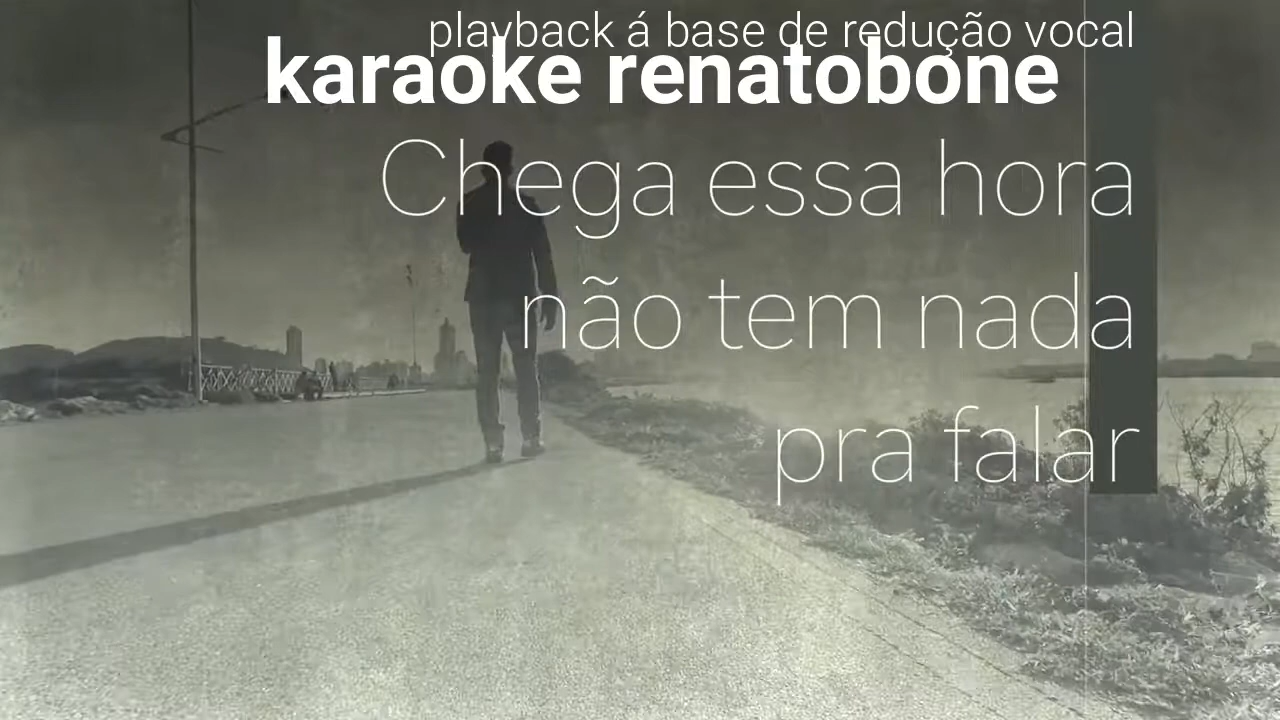 playback á base de redução vocal
karaoke renatobone
Chega essa hora
não tem nada
pra falar